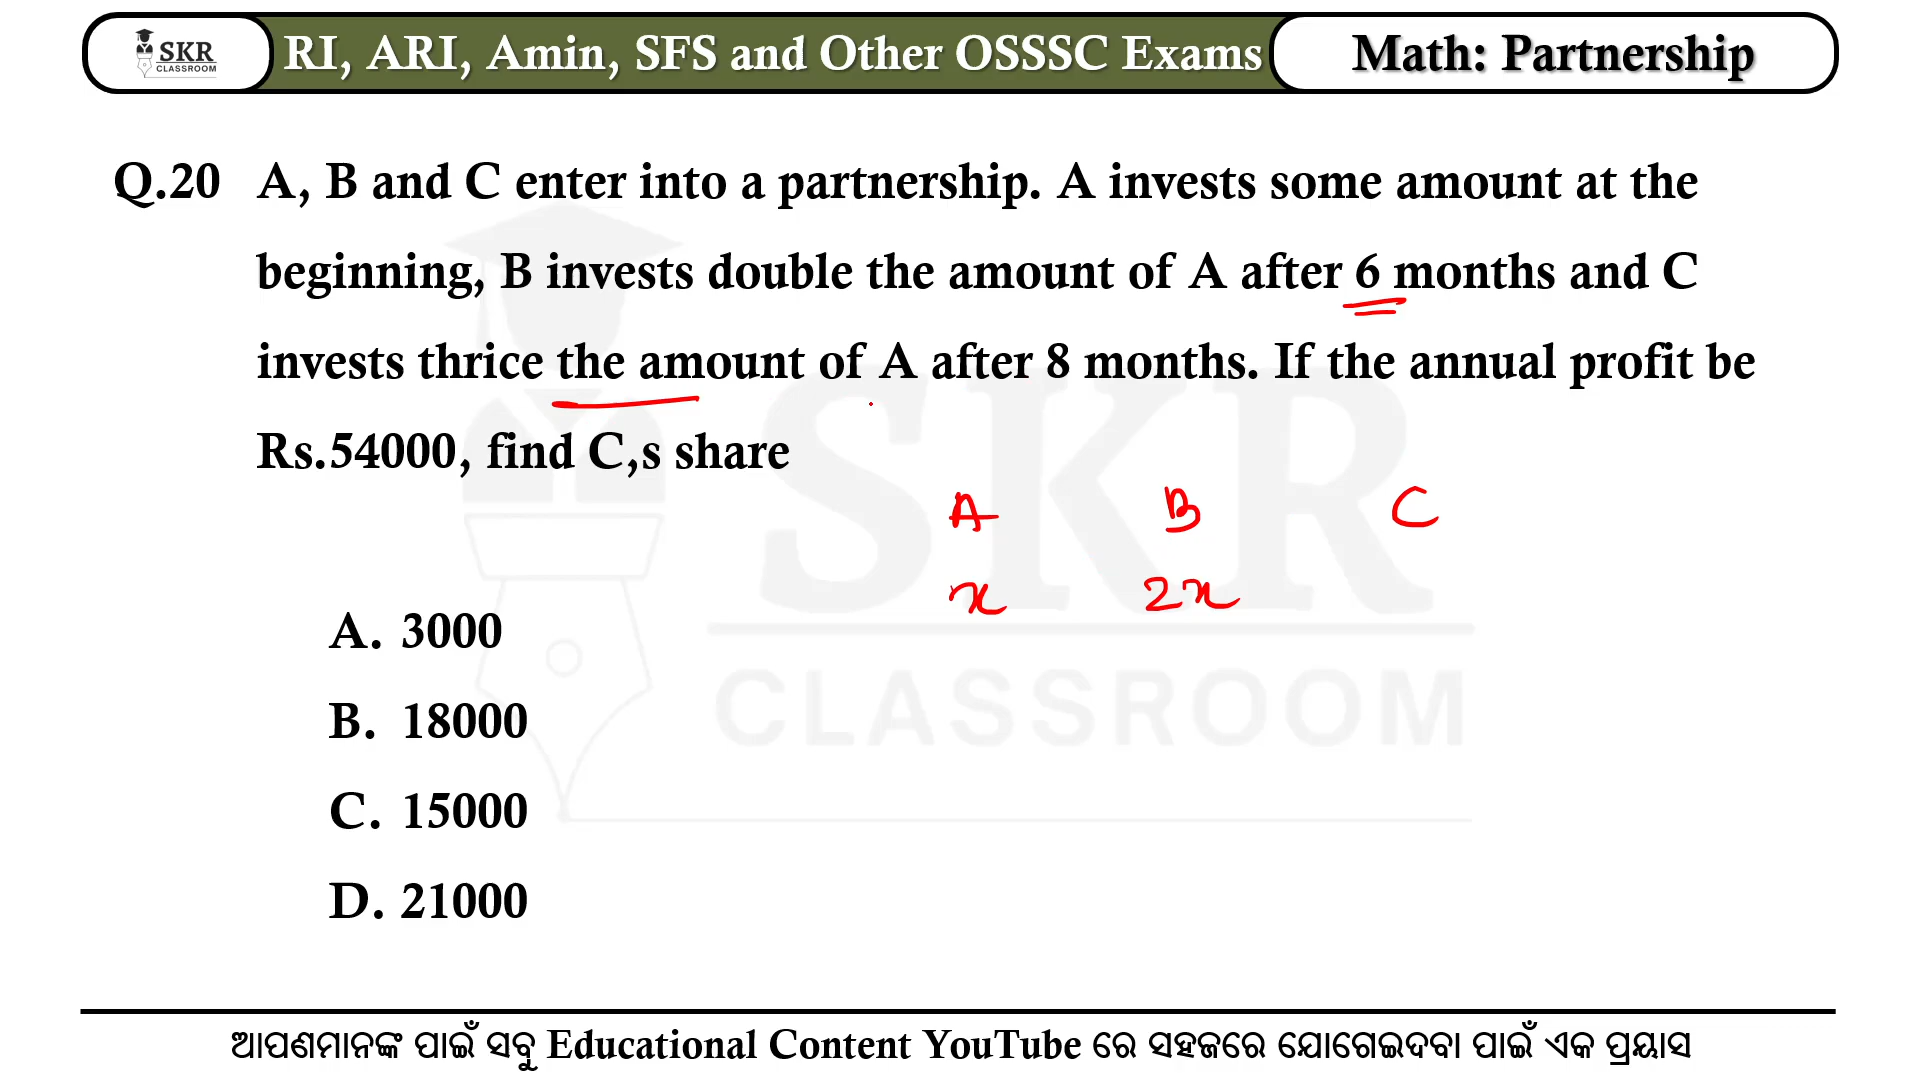 SKR
CLASSROOM
RI, ARI, Amin, SFS and Other OSSSC Exams
Math: Partnership
Q.20 A, B and C enter into a partnership. A invests some amount at the
beginning, B invests double the amount of A after 6 months and C
invests thrice the amount of A after 8 months. If the annual profit be
Rs.54000, find C,s share
A B C
x 2x
A. 3000
B. 18000
C. 15000
D. 21000
SKR
CLASSROOM
ଆପଣମାନଙ୍କ ପାଇଁ ସବୁ Educational Content YouTube ରେ ସହଜରେ ଯୋଗେଇଦବା ପାଇଁ ଏକ ପ୍ରୟାସ